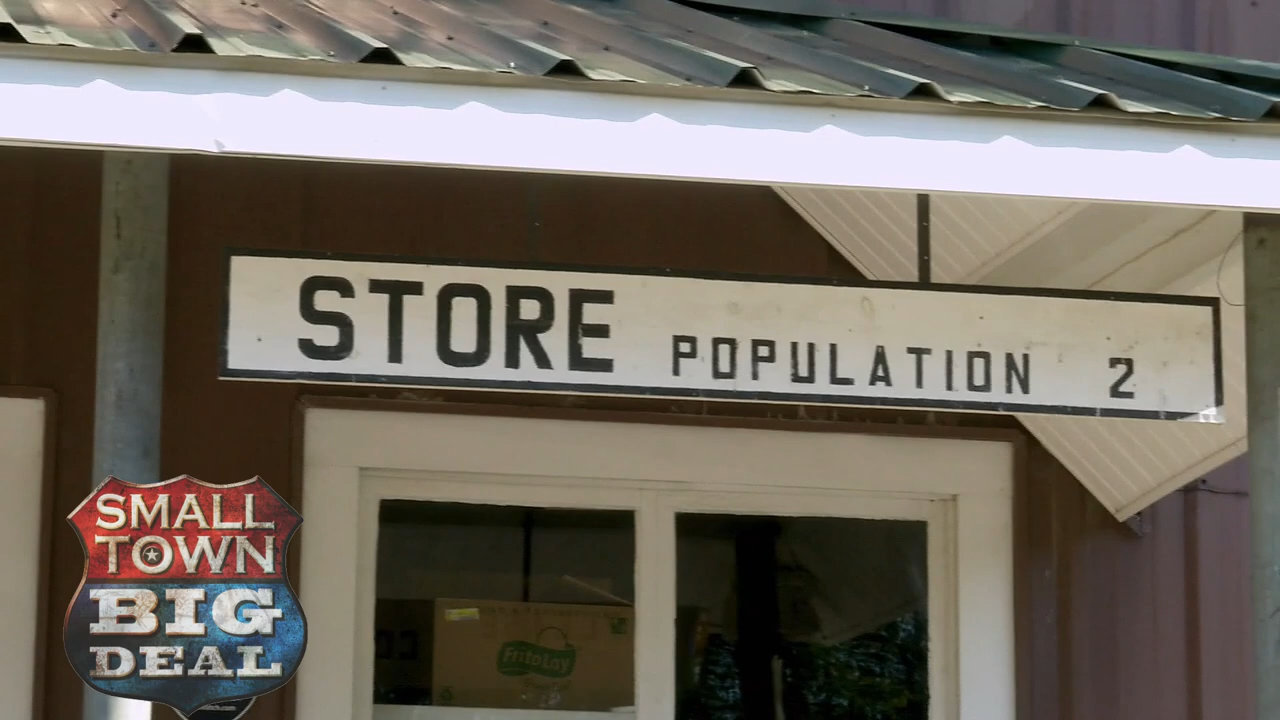 STORE POPULATION 2
SMALL
TOWN
BIG
DEAL
FritoLay